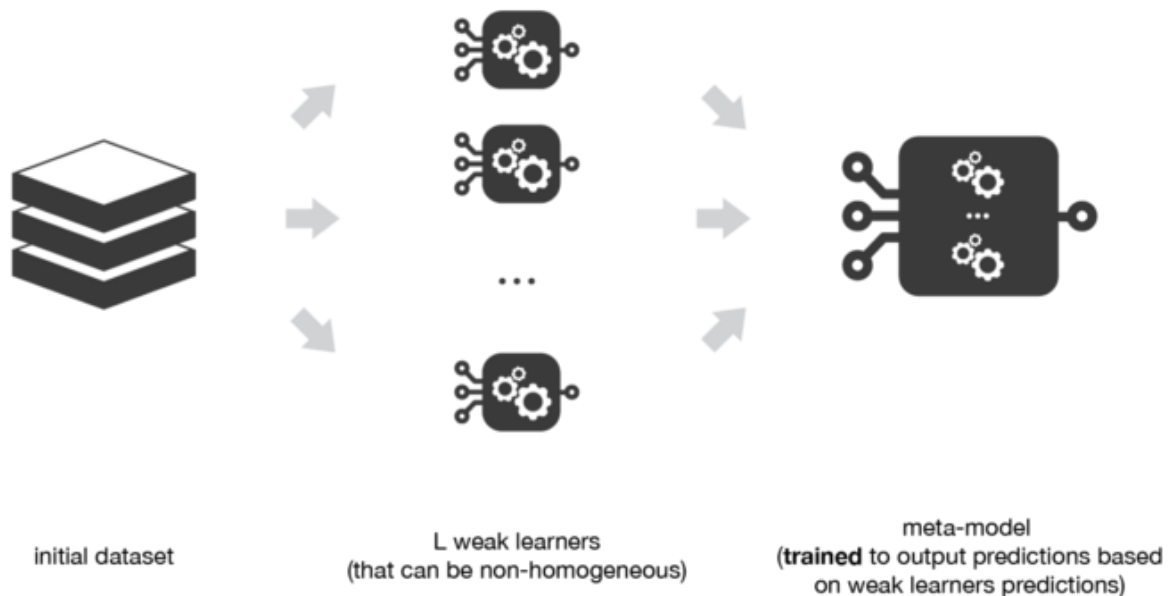 ...
...
initial dataset
L weak learners
(that can be non-homogeneous)
meta-model
(trained to output predictions based
on weak learners predictions)